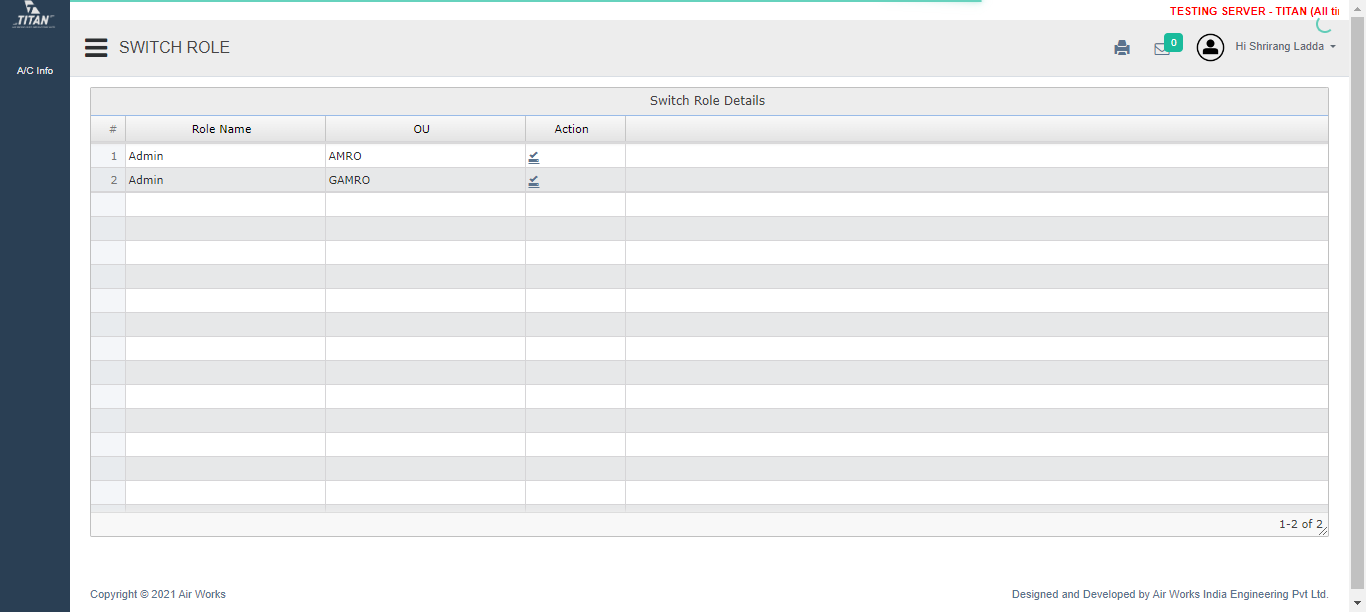 TITAN
TESTING SERVER - TITAN (All ti
SWITCH ROLE
0
Hi Shrirang Ladda
A/C Info
Switch Role Details
# Role Name OU Action
1 Admin AMRO
2 Admin GAMRO
1-2 of 2
Copyright © 2021 Air Works
Designed and Developed by Air Works India Engineering Pvt Ltd.